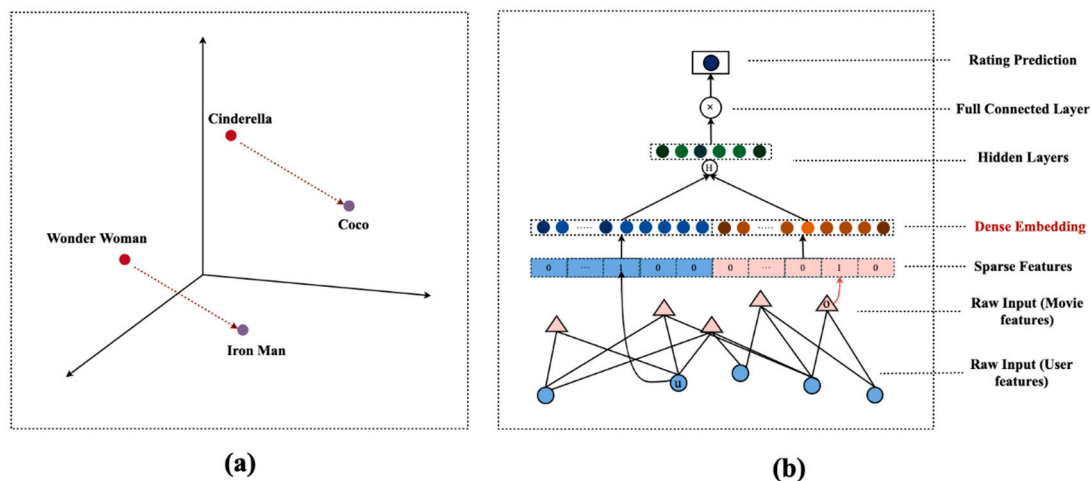 Cinderella
Coco
Wonder Woman
Iron Man
(a)
Rating Prediction
×
Full Connected Layer
Hidden Layers
H
Dense Embedding
Sparse Features
0 ... 1 0 0 0 ... 0 1 0
Raw Input (Movie
features)
o
Raw Input (User
features)
u
(b)